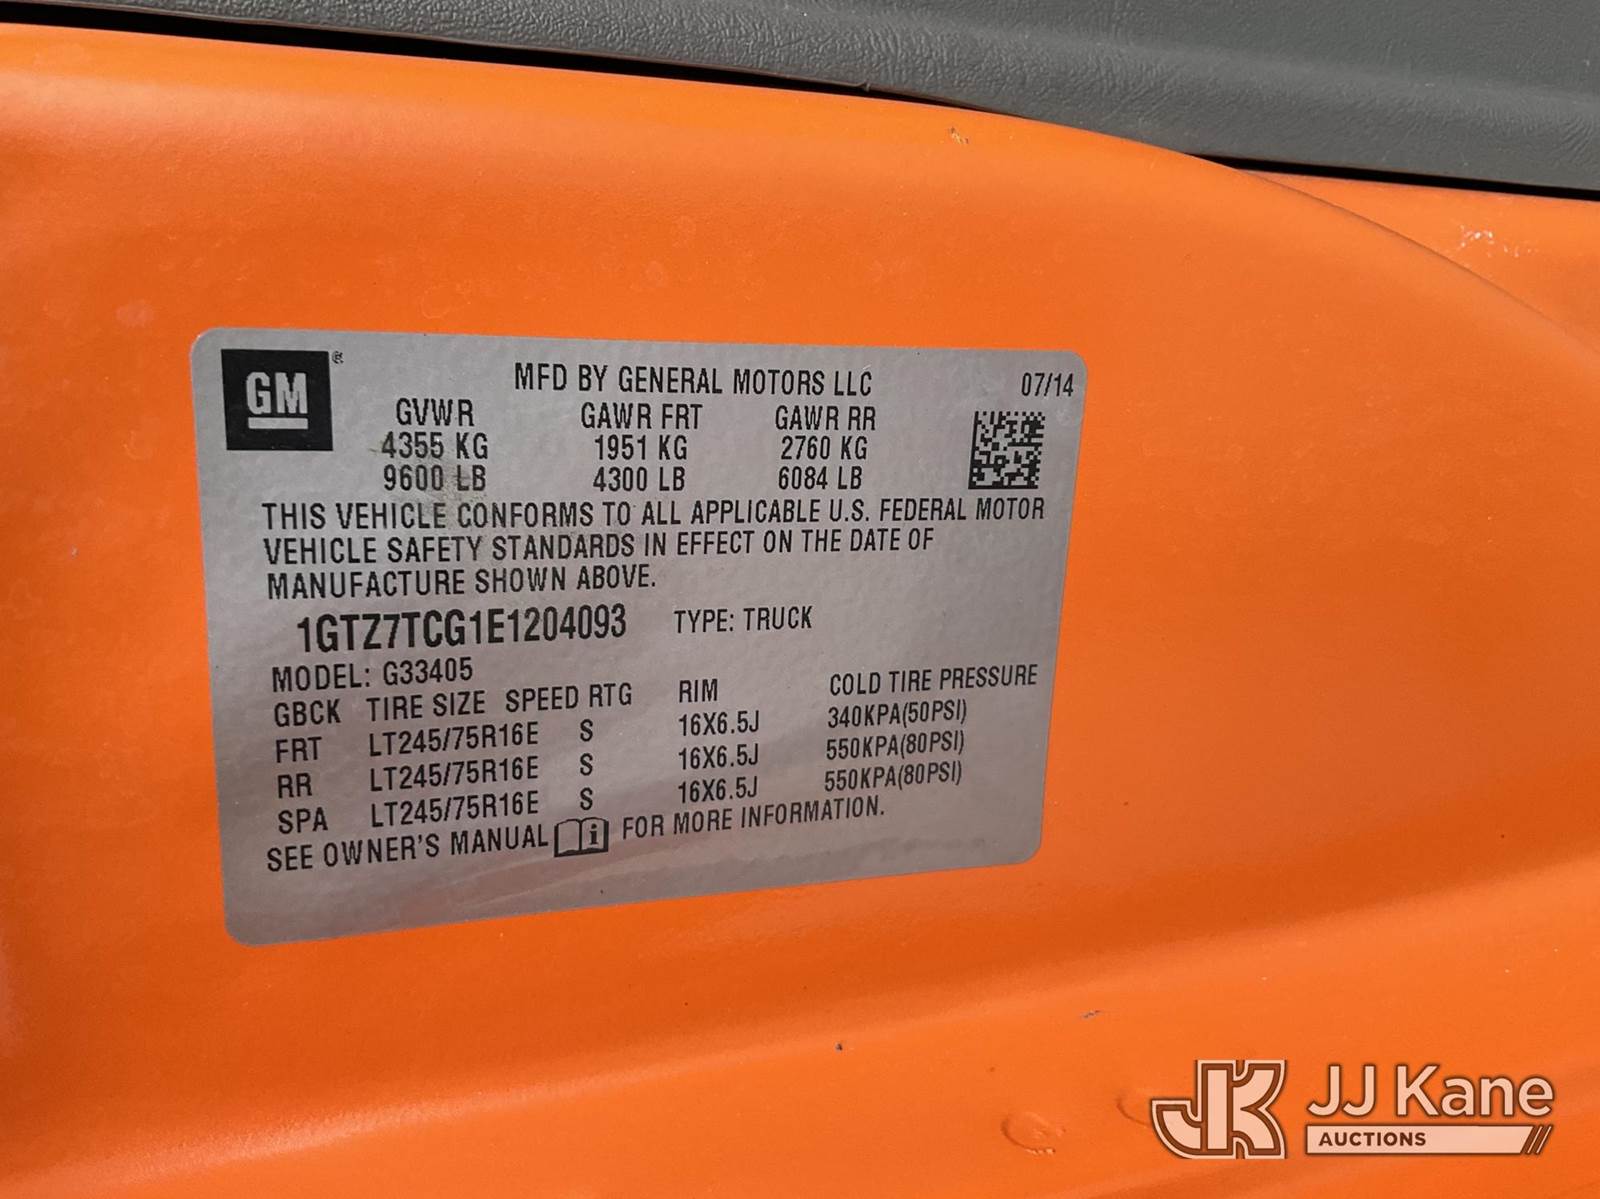 GM
MFD BY GENERAL MOTORS LLC 07/14
GVWR GAWR FRT GAWR RR
4355 KG 1951 KG 2760 KG
9600 LB 4300 LB 6084 LB
THIS VEHICLE CONFORMS TO ALL APPLICABLE U.S. FEDERAL MOTOR
VEHICLE SAFETY STANDARDS IN EFFECT ON THE DATE OF
MANUFACTURE SHOWN ABOVE.
1GTZ7TCG1E1204093 TYPE: TRUCK
MODEL: G33405
GBCK TIRE SIZE SPEED RTG RIM COLD TIRE PRESSURE
FRT LT245/75R16E S 16X6.5J 340KPA(50PSI)
RR LT245/75R16E S 16X6.5J 550KPA(80PSI)
SPA LT245/75R16E S 16X6.5J 550KPA(80PSI)
SEE OWNER'S MANUAL i FOR MORE INFORMATION.
JK JJ Kane
AUCTIONS